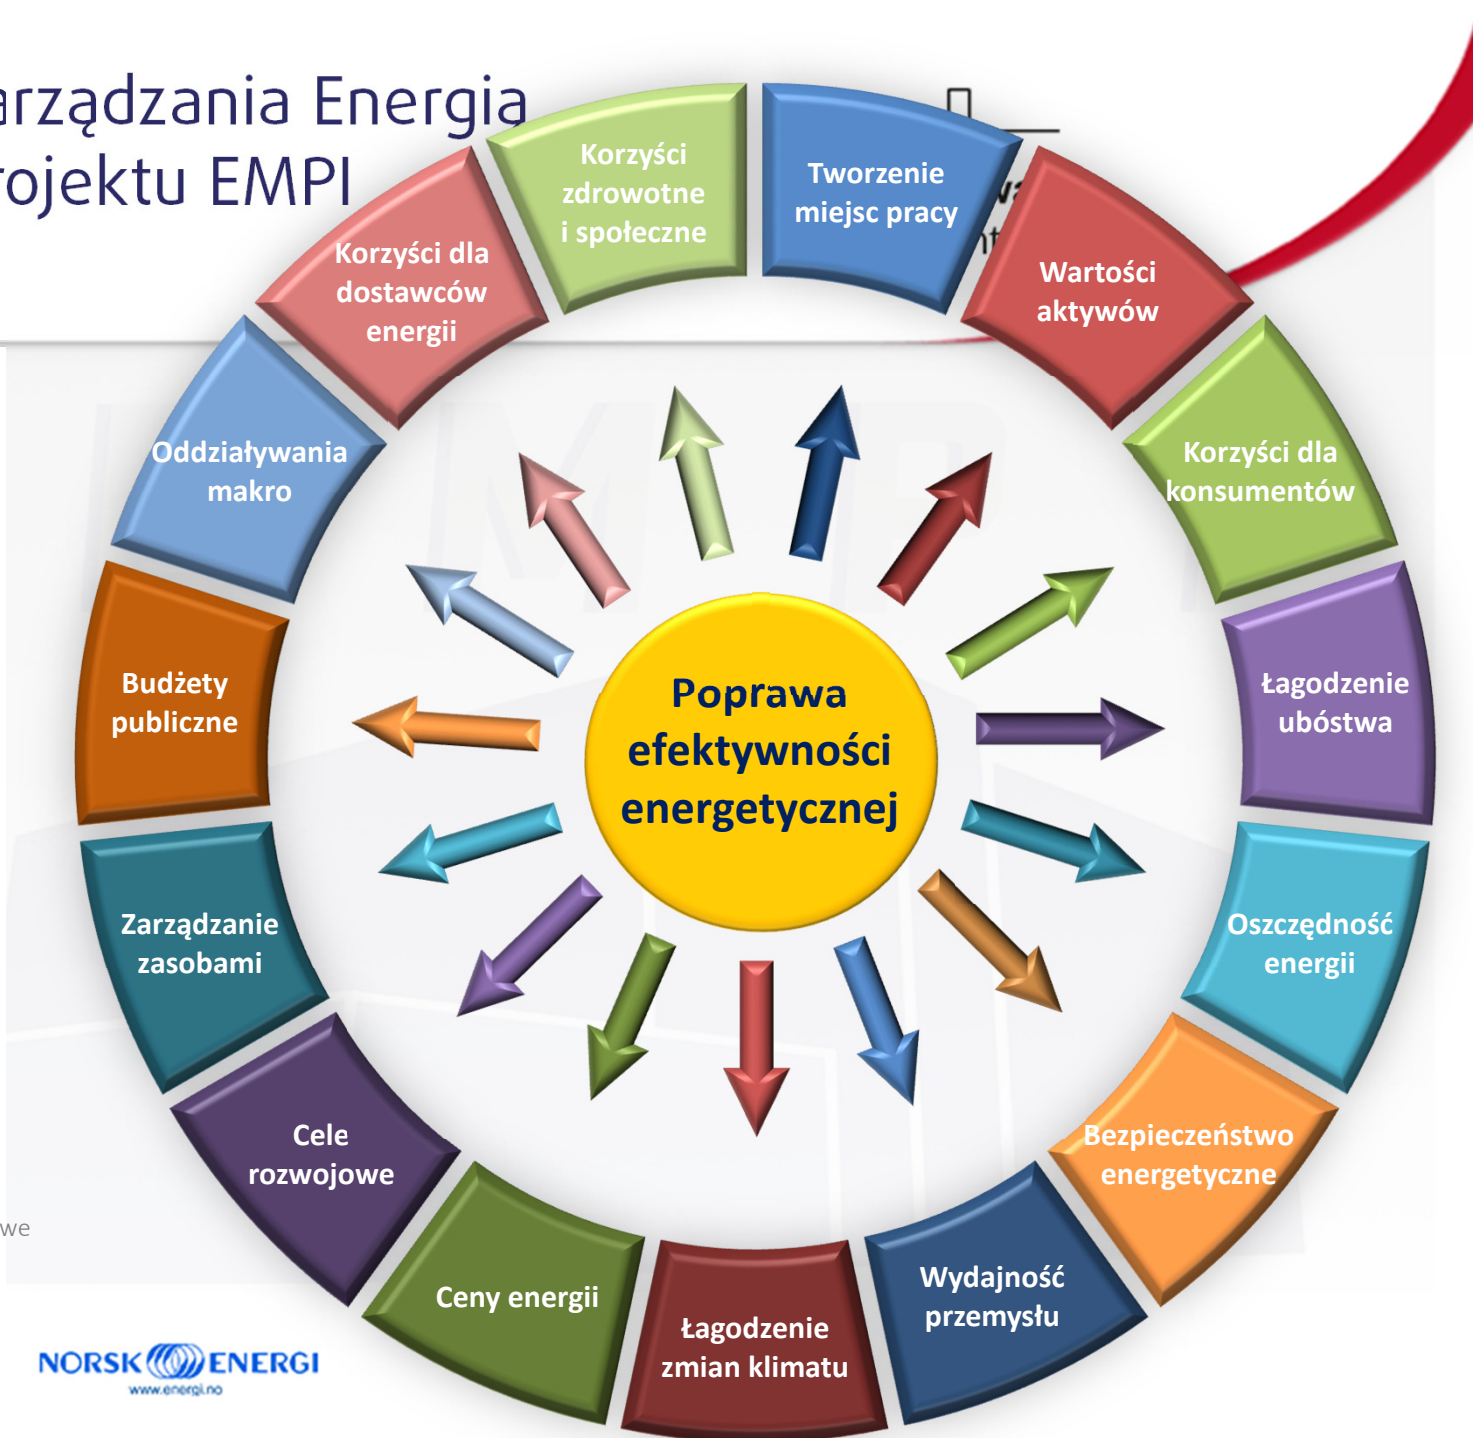 arządzania Energią
rojektu EMPI
Korzyści
zdrowotne
i społeczne
Tworzenie
miejsc pracy
Wartości
aktywów
Korzyści dla
konsumentów
Łagodzenie
ubóstwa
Oszczędność
energii
Bezpieczeństwo
energetyczne
Wydajność
przemysłu
Łagodzenie
zmian klimatu
Ceny energii
Cele
rozwojowe
Zarządzanie
zasobami
Budżety
publiczne
Oddziaływania
makro
Korzyści dla
dostawców
energii
Poprawa
efektywności
energetycznej
we
NORSK ENERGI
www.energi.no